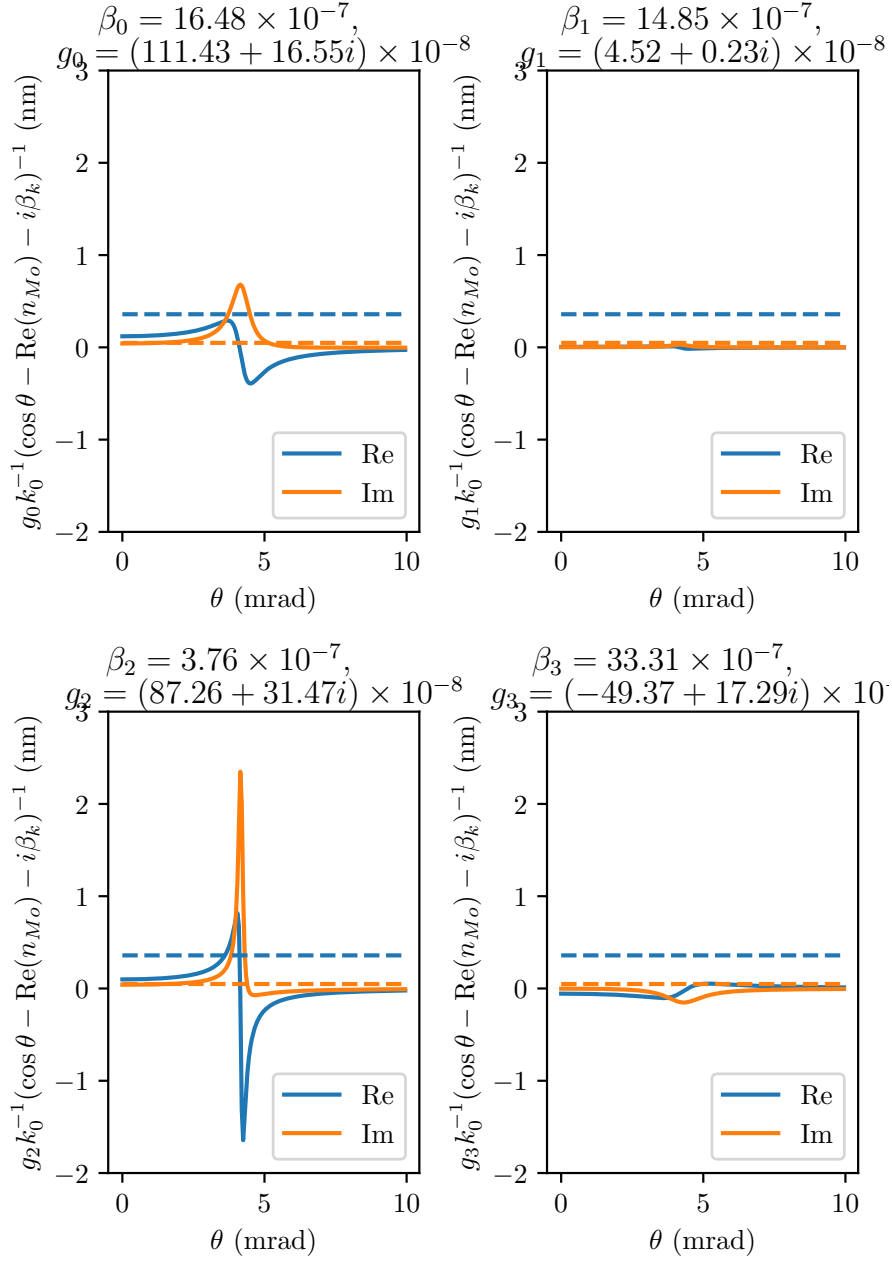 β₀ = 16.48 × 10⁻⁷,
g₀ = (111.43 + 16.55i) × 10⁻⁸
3
2
1
0
−1
−2
g₀k₀⁻¹(cos θ − Re(n_Mo) − iβₖ)⁻¹ (nm)
Re
Im
0
5
10
θ (mrad)
β₁ = 14.85 × 10⁻⁷,
g₁ = (4.52 + 0.23i) × 10⁻⁸
3
2
1
0
−1
−2
g₁k₀⁻¹(cos θ − Re(n_Mo) − iβₖ)⁻¹ (nm)
Re
Im
0
5
10
θ (mrad)
β₂ = 3.76 × 10⁻⁷,
g₂ = (87.26 + 31.47i) × 10⁻⁸
3
2
1
0
−1
−2
g₂k₀⁻¹(cos θ − Re(n_Mo) − iβₖ)⁻¹ (nm)
Re
Im
0
5
10
θ (mrad)
β₃ = 33.31 × 10⁻⁷,
g₃ = (−49.37 + 17.29i) × 10⁻
3
2
1
0
−1
−2
g₃k₀⁻¹(cos θ − Re(n_Mo) − iβₖ)⁻¹ (nm)
Re
Im
0
5
10
θ (mrad)